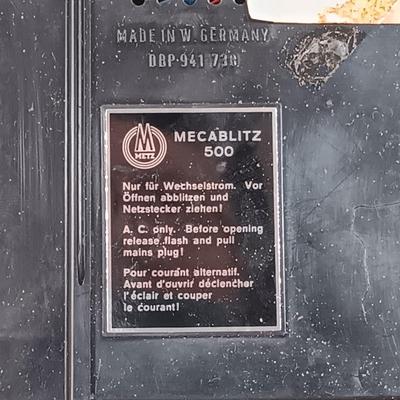 MADE IN W. GERMANY
DBP 941 738
M
METZ
MECABLITZ
500
Nur für Wechselstrom. Vor
Öffnen abblitzen und
Netzstecker ziehen!
A. C. only. Before opening
release flash and pull
mains plug!
Pour courant alternatif.
Avant d'ouvrir déclencher
l'éclair et couper
le courant!